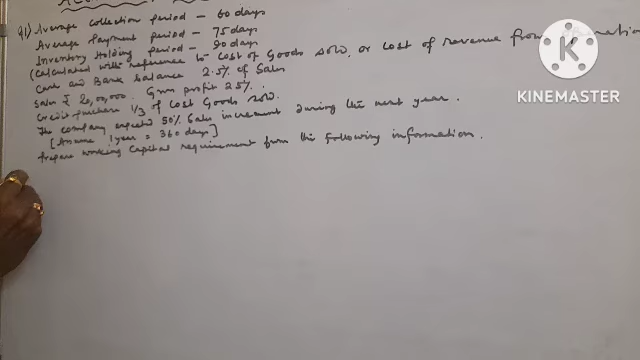 Q1) Average Collection period - 60 days
Average Payment period - 75 days
Inventory Holding Period - 90 days
(Calculated with reference to Cost of Goods sold, or Cost of revenue from
Cash and Bank balance 2.5% of Sales
Sales ₹ 20,00,000. Gross profit 25%.
Credit purchase 1/3 of Cost Goods sold.
The company expected 50% sales increment during the next year.
[Assume 1 year = 360 days]
Prepare working Capital requirement from the following information.
KINEMASTER